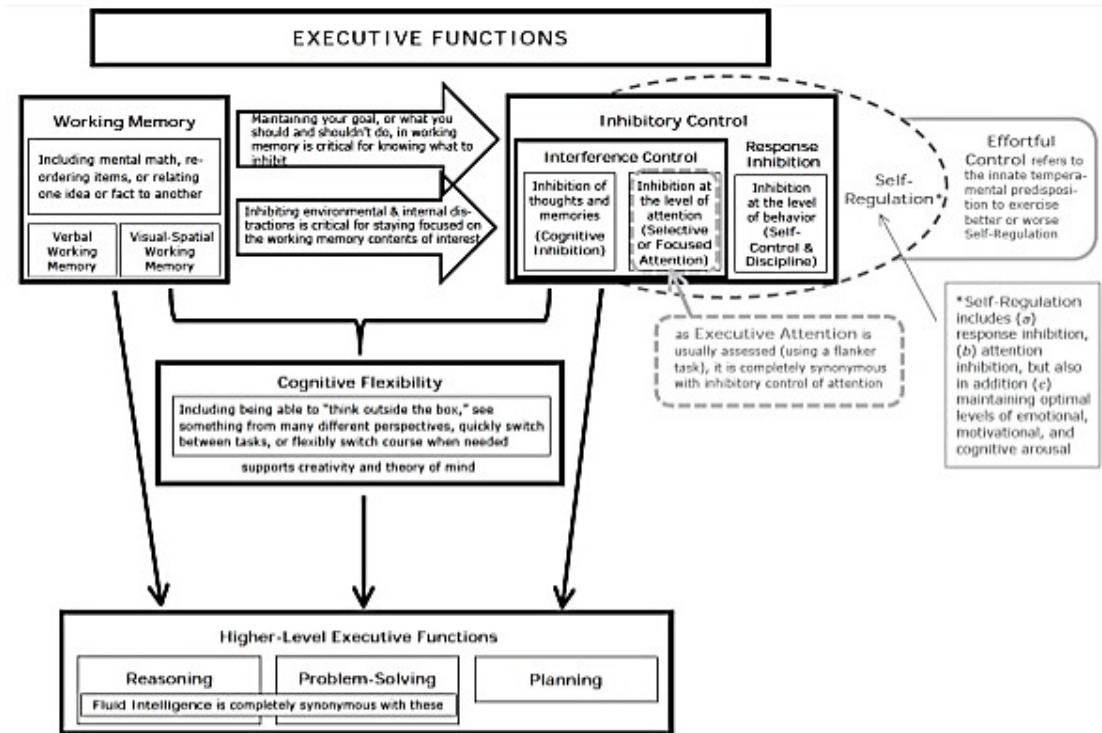 EXECUTIVE FUNCTIONS
Working Memory
Including mental math, re-
ordering items, or relating
one idea or fact to another
Verbal
Working
Memory
Visual-Spatial
Working
Memory
Maintaining your goal, or what you
should and shouldn't do, in working
memory is critical for knowing what to
inhibit
Inhibiting environmental & internal dis-
tractions is critical for staying focused
on the working memory contents of interest
Inhibitory Control
Interference Control
Inhibition of
thoughts and
memories
(Cognitive
Inhibition)
Inhibition at
the level of
attention
(Selective
or Focused
Attention)
Response
Inhibition
Inhibition
at the level
of behavior
(Self-
Control &
Discipline)
Self-
Regulation*
Effortful
Control refers to
the innate tempera-
mental predisposi-
tion to exercise
better or worse
Self-Regulation
*Self-Regulation
includes (a)
response inhibition,
(b) attention
inhibition, but also
in addition (c)
maintaining optimal
levels of emotional,
motivational, and
cognitive arousal
as Executive Attention is
usually assessed (using a flanker
task), it is completely synonymous
with inhibitory control of attention
Cognitive Flexibility
Including being able to "think outside the box," see
something from many different perspectives, quickly switch
between tasks, or flexibly switch course when needed
supports creativity and theory of mind
Higher-Level Executive Functions
Reasoning
Problem-Solving
Planning
Fluid Intelligence is completely synonymous with these